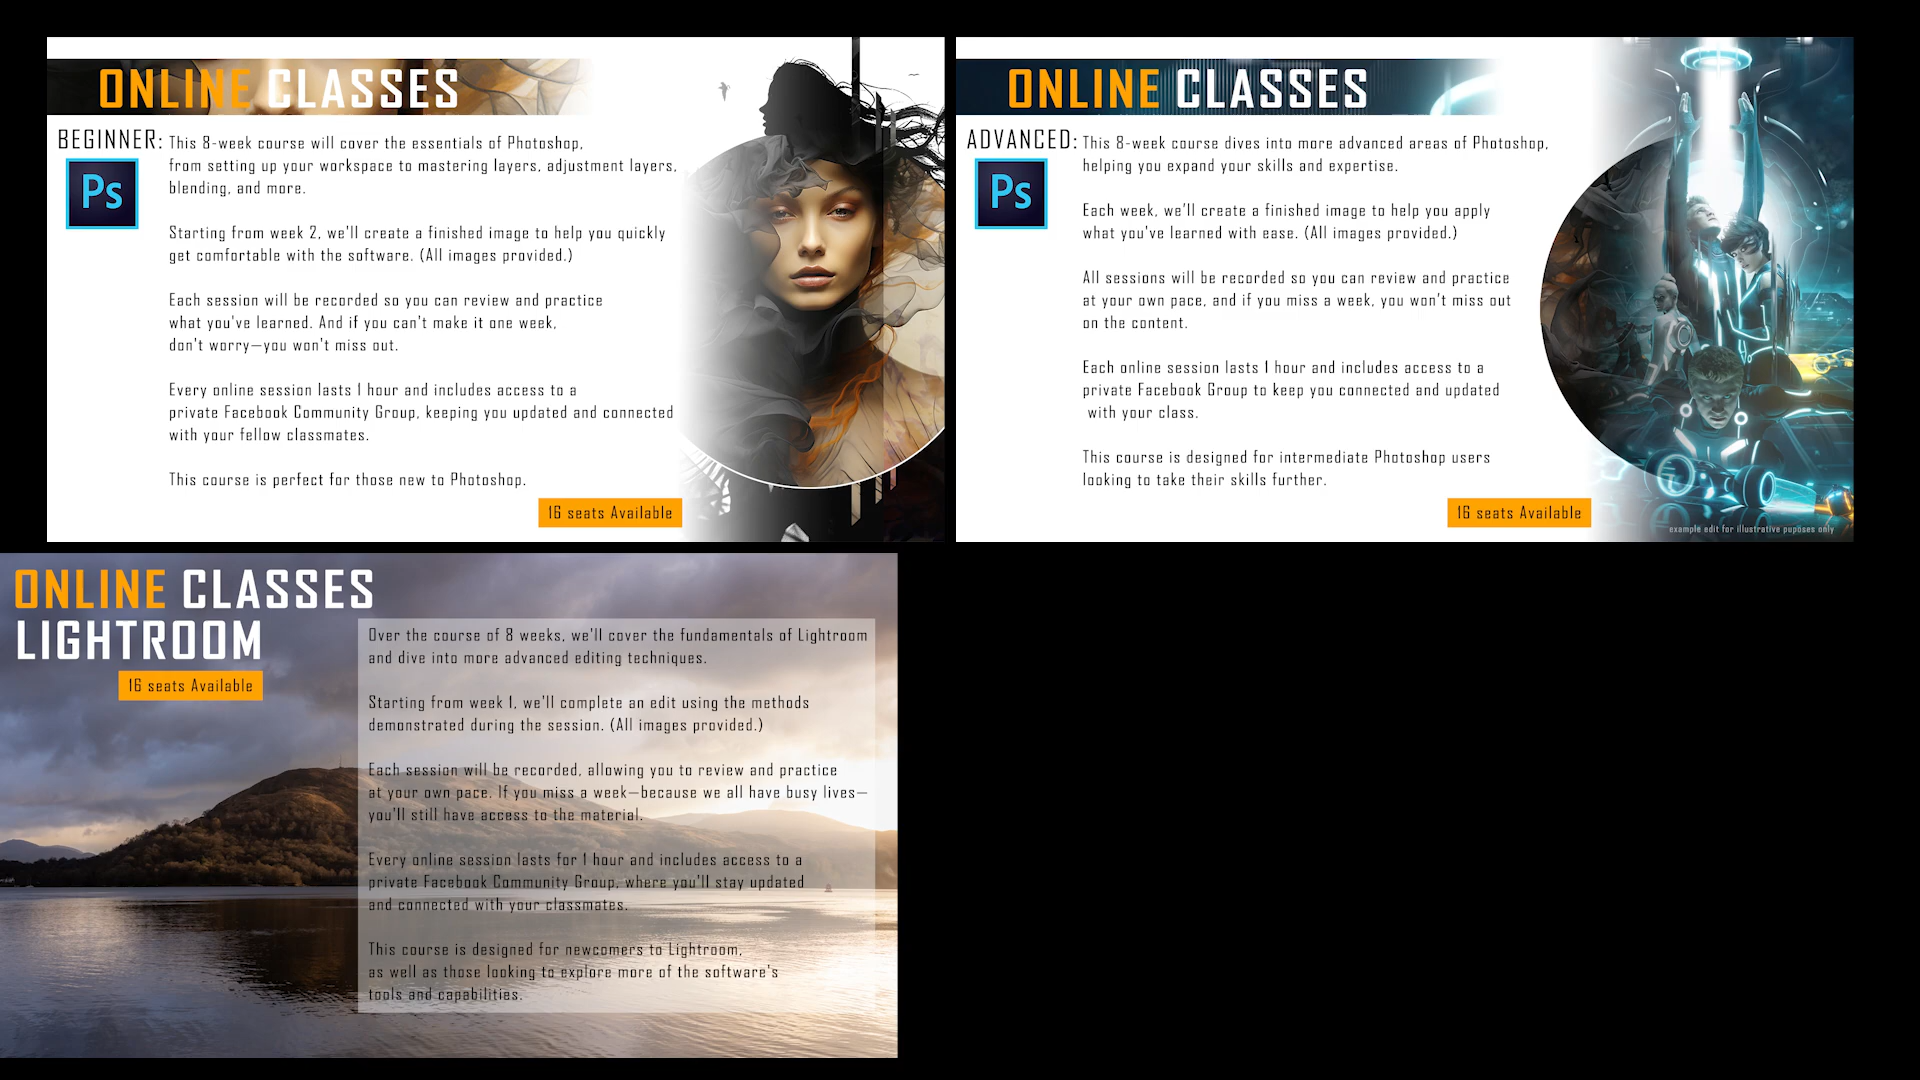 ONLINE CLASSES
BEGINNER:
Ps
This 8-week course will cover the essentials of Photoshop,
from setting up your workspace to mastering layers, adjustment layers,
blending, and more.
Starting from week 2, we'll create a finished image to help you quickly
get comfortable with the software. (All images provided.)
Each session will be recorded so you can review and practice
what you've learned. And if you can't make it one week,
don't worry—you won't miss out.
Every online session lasts 1 hour and includes access to a
private Facebook Community Group, keeping you updated and connected
with your fellow classmates.
This course is perfect for those new to Photoshop.
16 seats Available
ONLINE CLASSES
ADVANCED:
Ps
This 8-week course dives into more advanced areas of Photoshop,
helping you expand your skills and expertise.
Each week, we'll create a finished image to help you apply
what you've learned with ease. (All images provided.)
All sessions will be recorded so you can review and practice
at your own pace, and if you miss a week, you won't miss out
on the content.
Each online session lasts 1 hour and includes access to a
private Facebook Group to keep you connected and updated
with your class.
This course is designed for intermediate Photoshop users
looking to take their skills further.
16 seats Available
example edit for illustrative puposes only
ONLINE CLASSES
LIGHTROOM
16 seats Available
Over the course of 8 weeks, we'll cover the fundamentals of Lightroom
and dive into more advanced editing techniques.
Starting from week 1, we'll complete an edit using the methods
demonstrated during the session. (All images provided.)
Each session will be recorded, allowing you to review and practice
at your own pace. If you miss a week—because we all have busy lives—
you'll still have access to the material.
Every online session lasts for 1 hour and includes access to a
private Facebook Community Group, where you'll stay updated
and connected with your classmates.
This course is designed for newcomers to Lightroom,
as well as those looking to explore more of the software's
tools and capabilities.